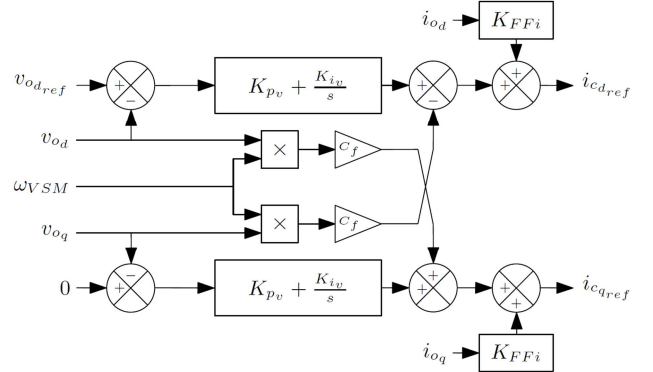 i_{o_d} K_{FFi}
v_{o_{d_{ref}}} + − K_{p_v} + \frac{K_{i_v}}{s} + − + + i_{c_{d_{ref}}}
v_{o_d} × C_f
ω_{VSM}
v_{o_q} × C_f
0 + − K_{p_v} + \frac{K_{i_v}}{s} + + + + i_{c_{q_{ref}}}
i_{o_q} K_{FFi}